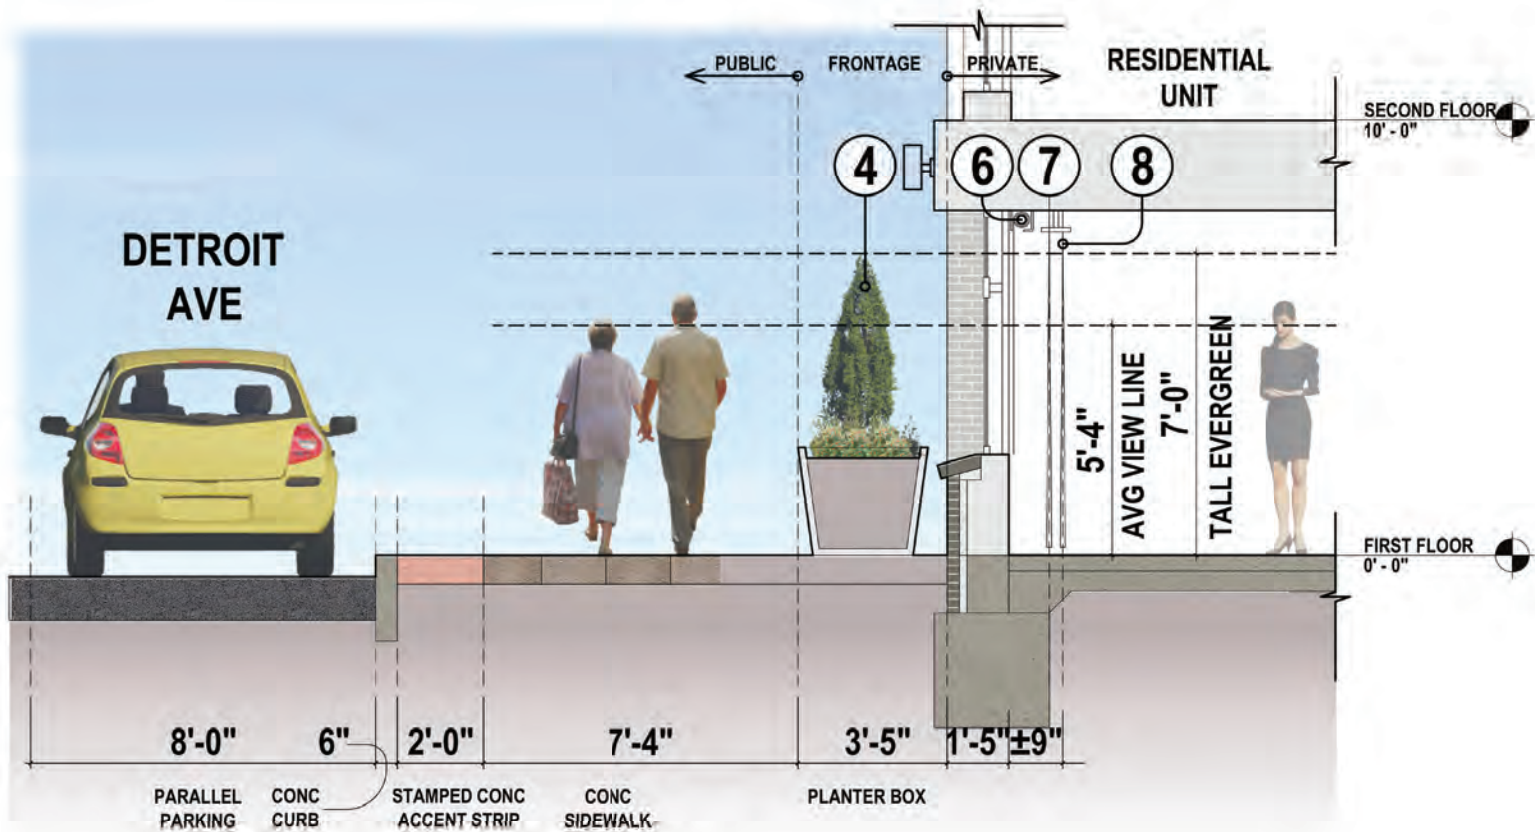 PUBLIC
FRONTAGE
PRIVATE
RESIDENTIAL
UNIT
SECOND FLOOR
10' - 0"
4
6
7
8
DETROIT
AVE
5'-4"
AVG VIEW LINE
7'-0"
TALL EVERGREEN
FIRST FLOOR
0' - 0"
8'-0"
6"
2'-0"
7'-4"
3'-5"
1'-5"
±9"
PARALLEL
PARKING
CONC
CURB
STAMPED CONC
ACCENT STRIP
CONC
SIDEWALK
PLANTER BOX